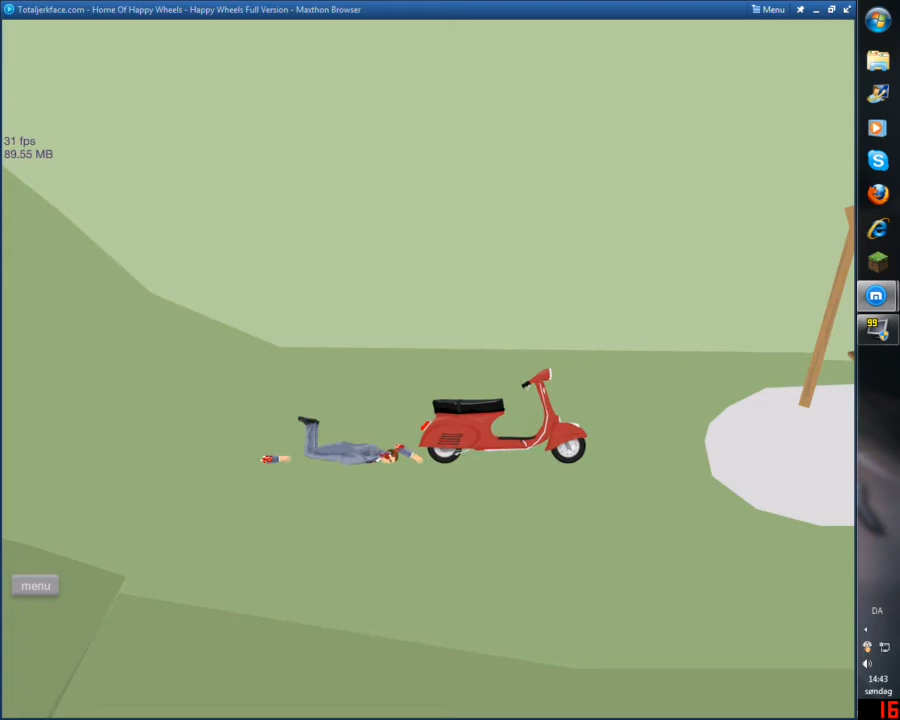 Totaljerkface.com - Home Of Happy Wheels - Happy Wheels Full Version - Maxthon Browser
Menu
31 fps
89.55 MB
99
menu
DA
14:43
søndag
16